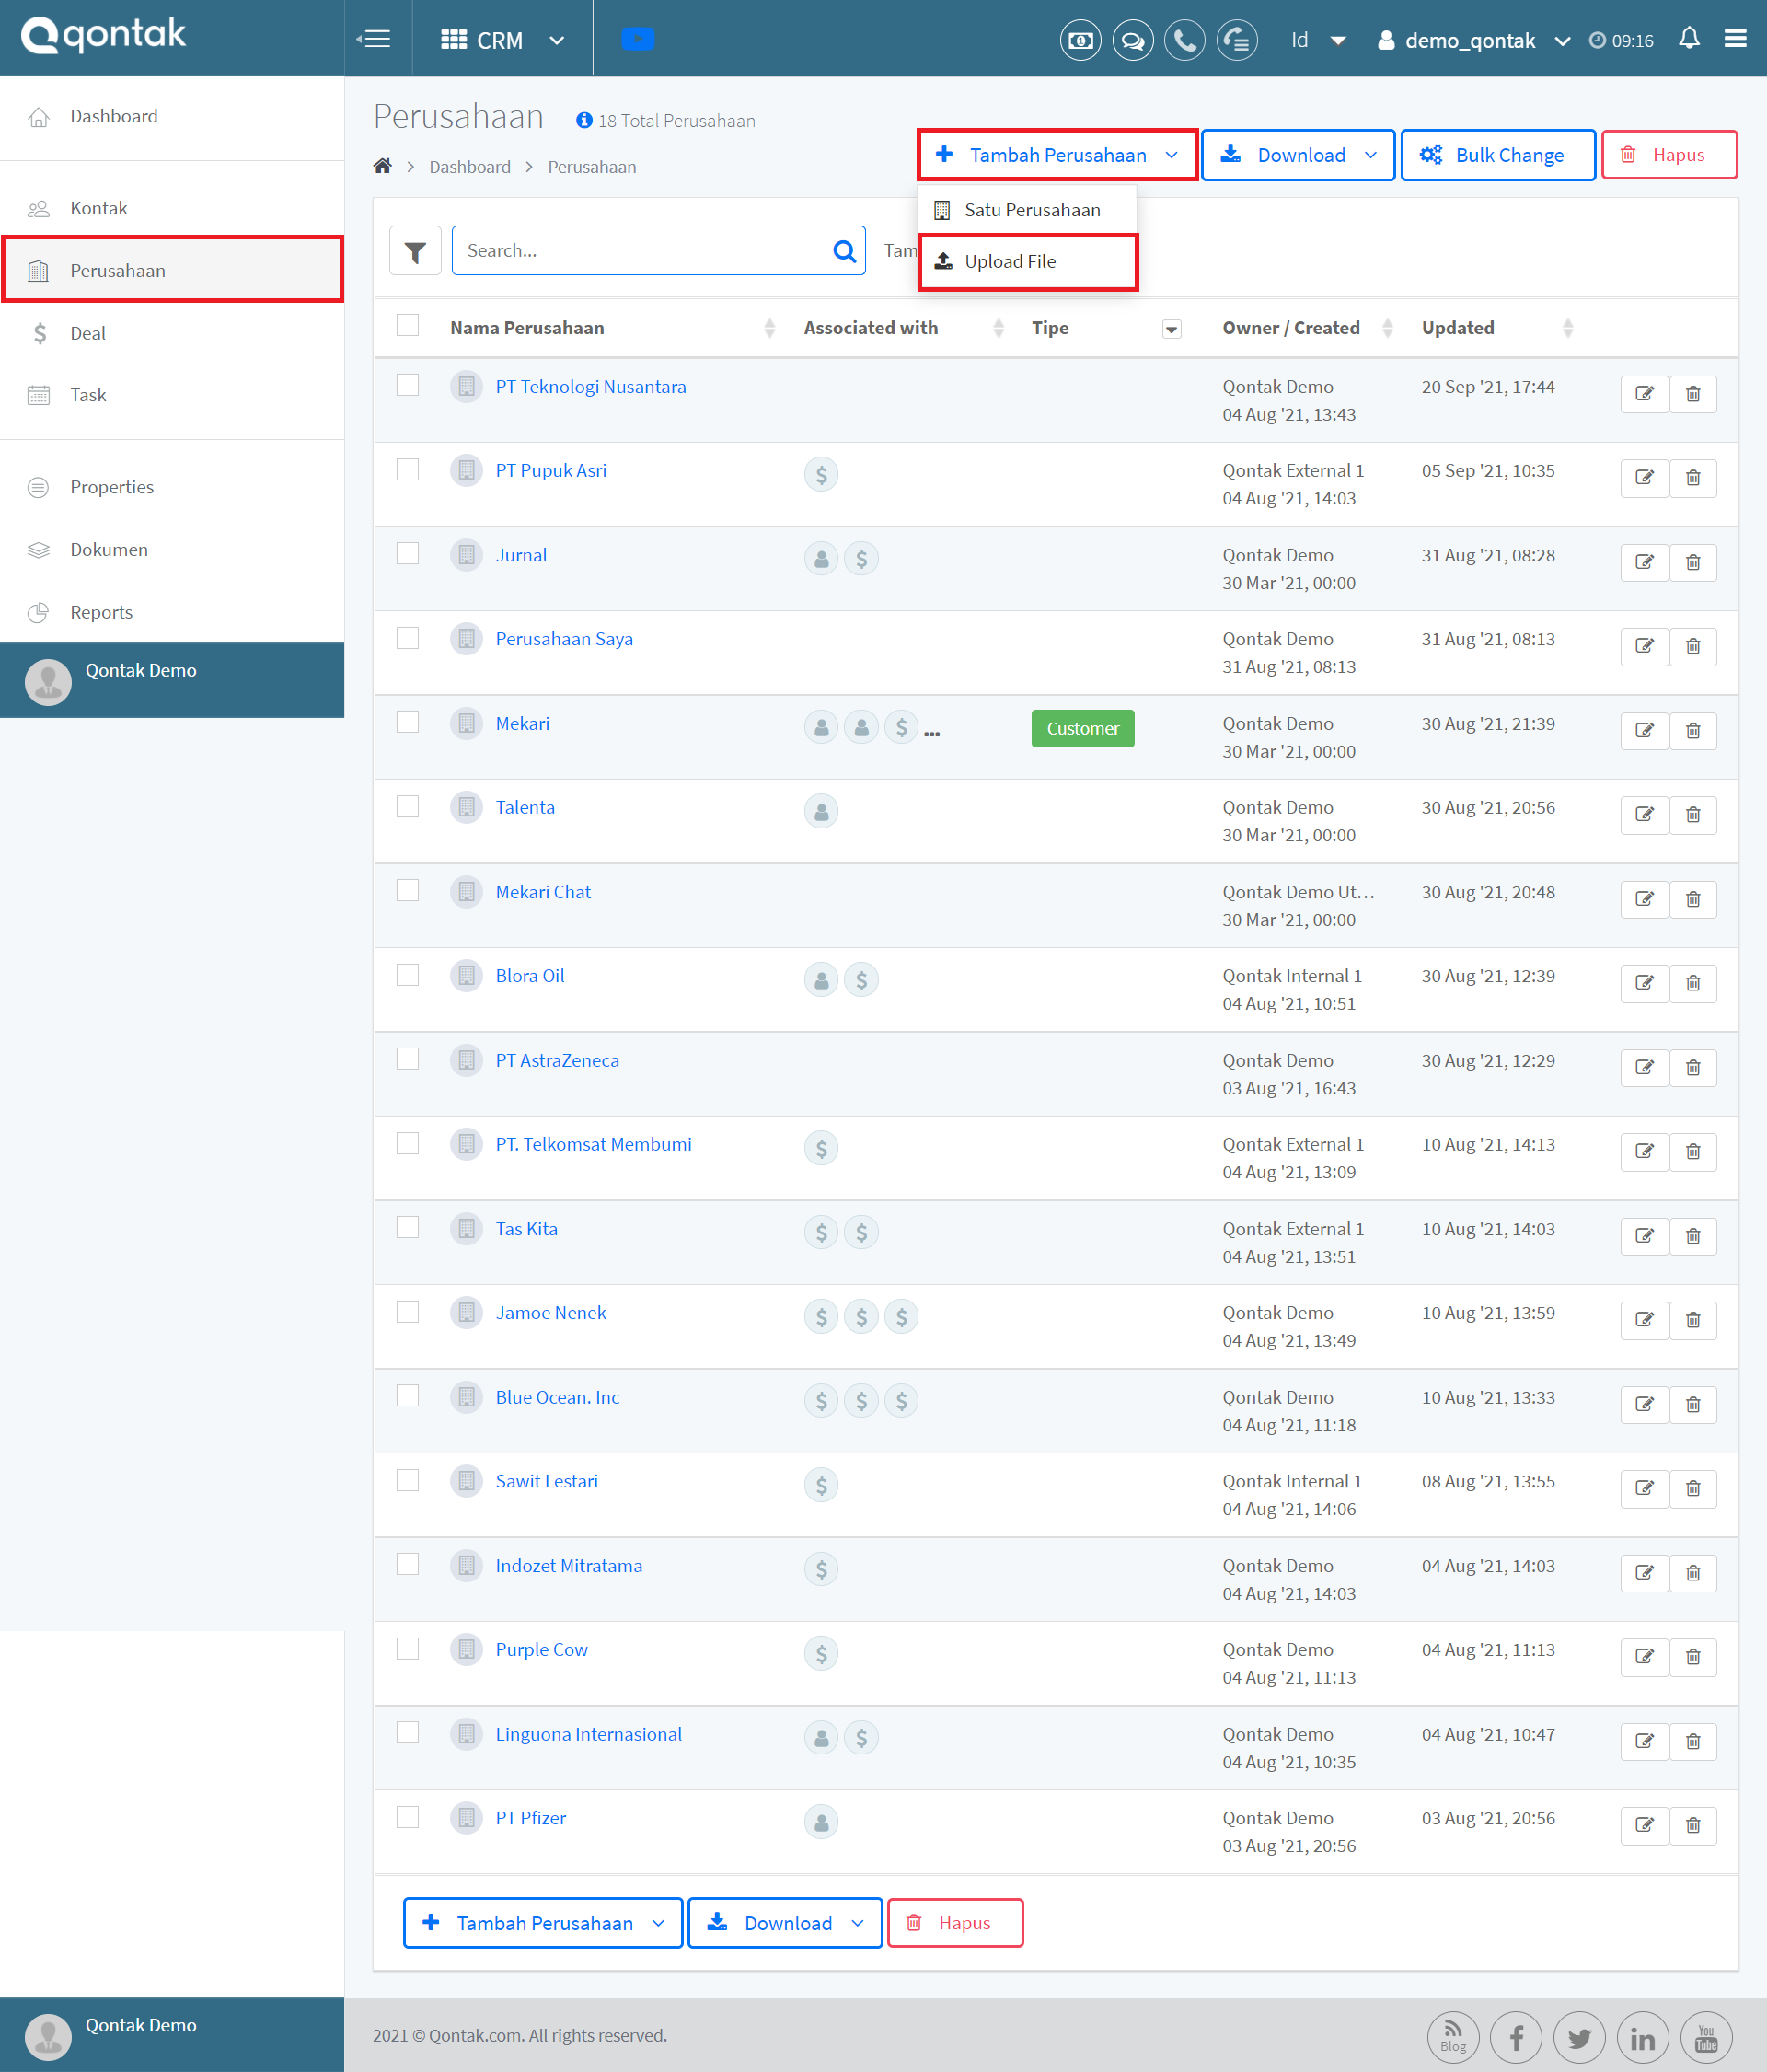 qontak
CRM
Id
demo_qontak
09:16
Dashboard
Kontak
Perusahaan
Deal
Task
Properties
Dokumen
Reports
Qontak Demo
Perusahaan
18 Total Perusahaan
Dashboard > Perusahaan
Tambah Perusahaan
Download
Bulk Change
Hapus
Satu Perusahaan
Upload File
Search...
Tam
Nama Perusahaan Associated with Tipe Owner / Created Updated
PT Teknologi Nusantara Qontak Demo 20 Sep '21, 17:44
04 Aug '21, 13:43
PT Pupuk Asri Qontak External 1 05 Sep '21, 10:35
04 Aug '21, 14:03
Jurnal Qontak Demo 31 Aug '21, 08:28
30 Mar '21, 00:00
Perusahaan Saya Qontak Demo 31 Aug '21, 08:13
31 Aug '21, 08:13
Mekari ... Customer Qontak Demo 30 Aug '21, 21:39
30 Mar '21, 00:00
Talenta Qontak Demo 30 Aug '21, 20:56
30 Mar '21, 00:00
Mekari Chat Qontak Demo Ut... 30 Aug '21, 20:48
30 Mar '21, 00:00
Blora Oil Qontak Internal 1 30 Aug '21, 12:39
04 Aug '21, 10:51
PT AstraZeneca Qontak Demo 30 Aug '21, 12:29
03 Aug '21, 16:43
PT. Telkomsat Membumi Qontak External 1 10 Aug '21, 14:13
04 Aug '21, 13:09
Tas Kita Qontak External 1 10 Aug '21, 14:03
04 Aug '21, 13:51
Jamoe Nenek Qontak Demo 10 Aug '21, 13:59
04 Aug '21, 13:49
Blue Ocean. Inc Qontak Demo 10 Aug '21, 13:33
04 Aug '21, 11:18
Sawit Lestari Qontak Internal 1 08 Aug '21, 13:55
04 Aug '21, 14:06
Indozet Mitratama Qontak Demo 04 Aug '21, 14:03
04 Aug '21, 14:03
Purple Cow Qontak Demo 04 Aug '21, 11:13
04 Aug '21, 11:13
Linguona Internasional Qontak Demo 04 Aug '21, 10:47
04 Aug '21, 10:35
PT Pfizer Qontak Demo 03 Aug '21, 20:56
03 Aug '21, 20:56
Tambah Perusahaan
Download
Hapus
Qontak Demo
2021 © Qontak.com. All rights reserved.
Blog
You Tube